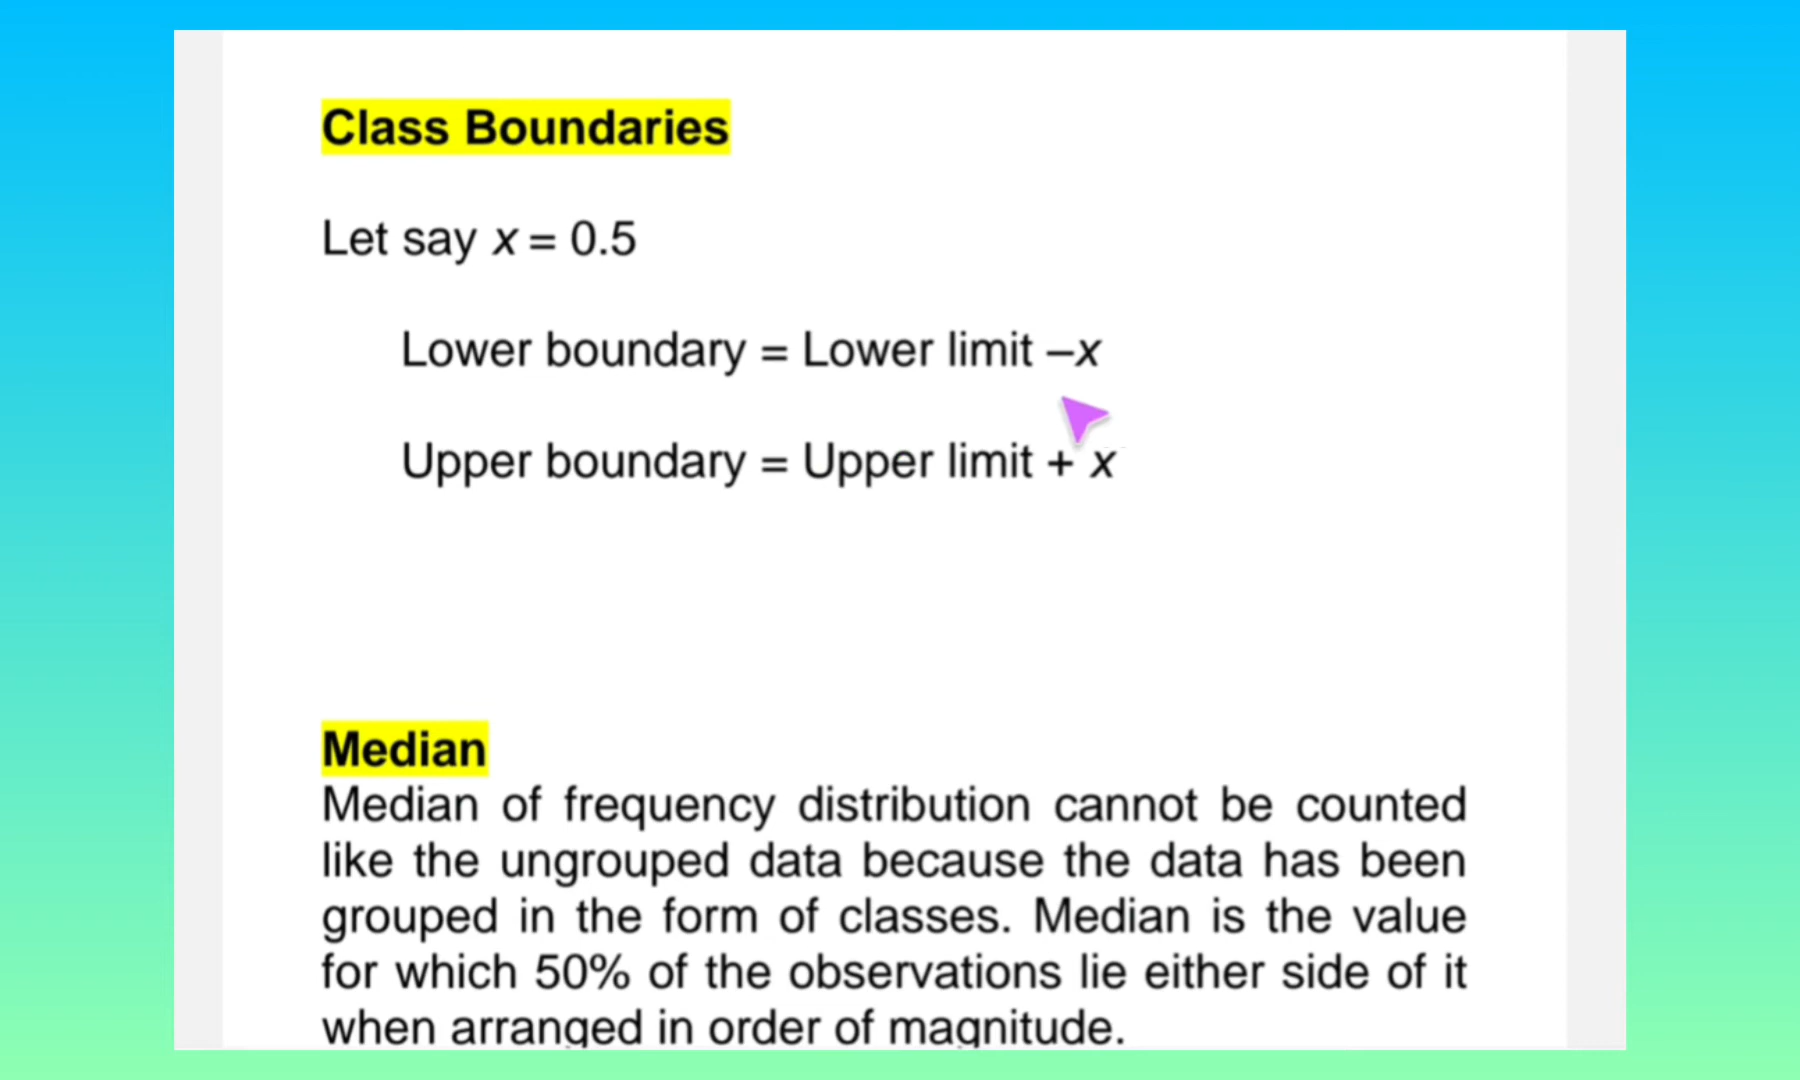 Class Boundaries
Let say x = 0.5
Lower boundary = Lower limit –x
Upper boundary = Upper limit + x
Median
Median of frequency distribution cannot be counted
like the ungrouped data because the data has been
grouped in the form of classes. Median is the value
for which 50% of the observations lie either side of it
when arranged in order of magnitude.